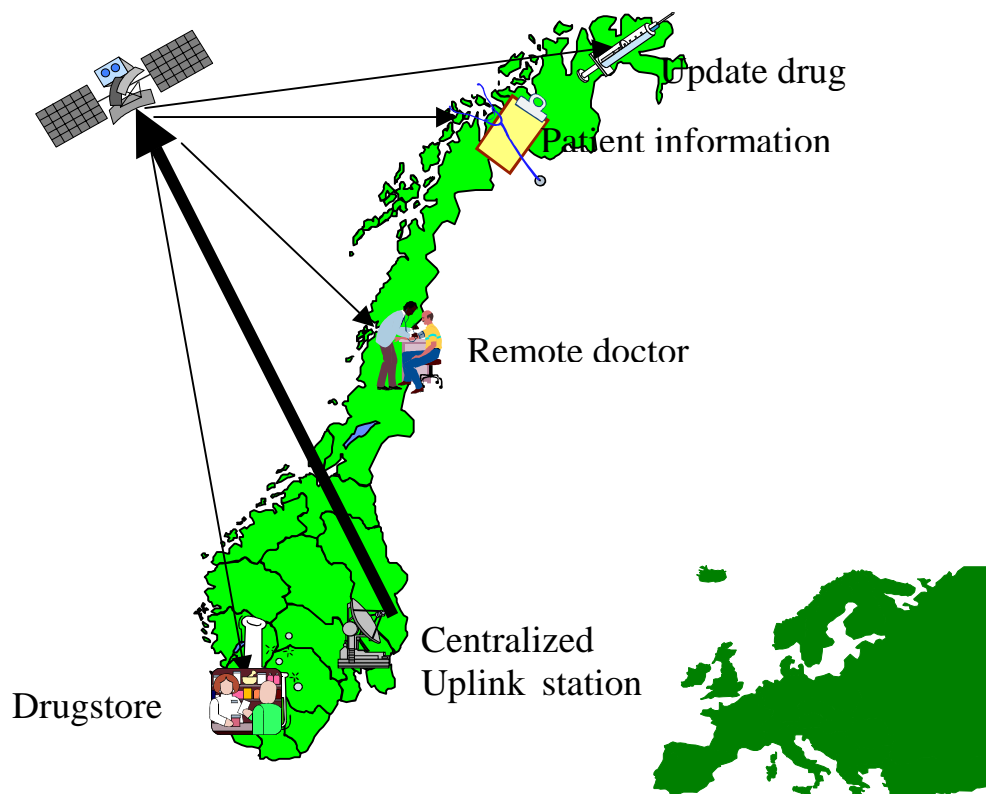 Update drug
Patient information
Remote doctor
Centralized
Uplink station
Drugstore